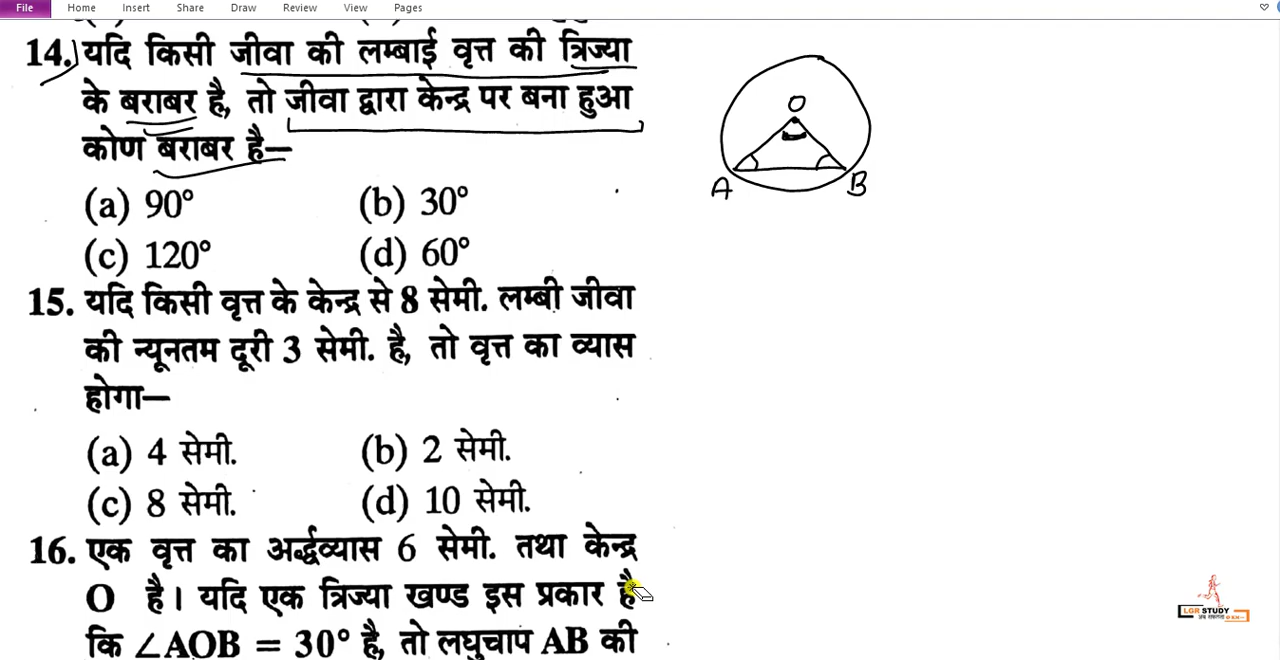 File Home Insert Share Draw Review View Pages
14. यदि किसी जीवा की लम्बाई वृत्त की त्रिज्या
के बराबर है, तो जीवा द्वारा केन्द्र पर बना हुआ
कोण बराबर है—
(a) 90° (b) 30°
(c) 120° (d) 60°
O
A B
15. यदि किसी वृत्त के केन्द्र से 8 सेमी. लम्बी जीवा
की न्यूनतम दूरी 3 सेमी. है, तो वृत्त का व्यास
होगा—
(a) 4 सेमी. (b) 2 सेमी.
(c) 8 सेमी. (d) 10 सेमी.
16. एक वृत्त का अर्द्धव्यास 6 सेमी. तथा केन्द्र
O है। यदि एक त्रिज्या खण्ड इस प्रकार है
कि ∠AOB = 30° है, तो लघुचाप AB की
LGR STUDY